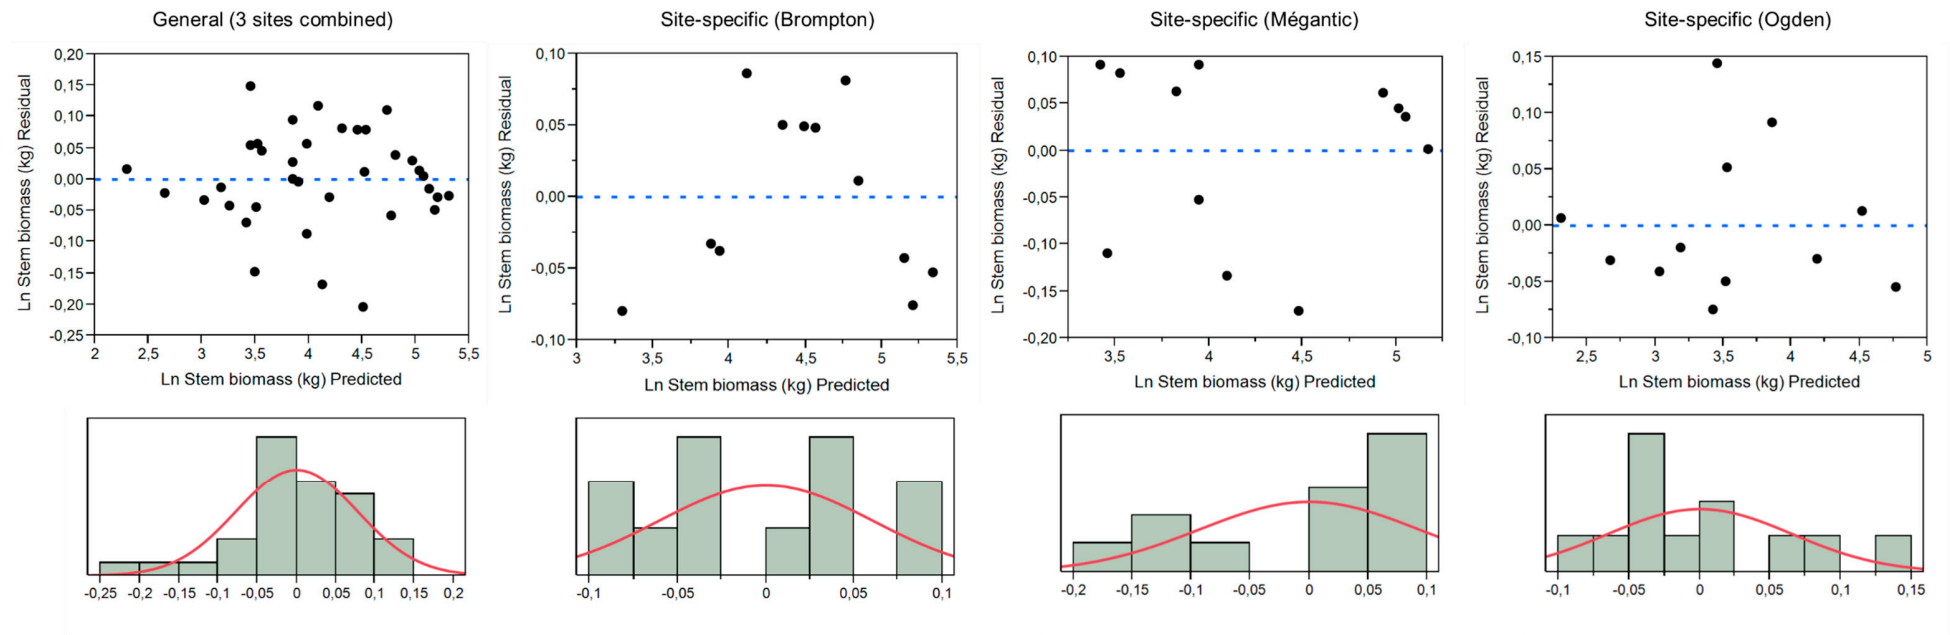 General (3 sites combined)
Site-specific (Brompton)
Site-specific (Mégantic)
Site-specific (Ogden)
Ln Stem biomass (kg) Residual
0,20
0,15
0,10
0,05
0,00
-0,05
-0,10
-0,15
-0,20
-0,25
2 2,5 3 3,5 4 4,5 5 5,5
Ln Stem biomass (kg) Predicted
Ln Stem biomass (kg) Residual
0,10
0,05
0,00
-0,05
-0,10
3 3,5 4 4,5 5 5,5
Ln Stem biomass (kg) Predicted
Ln Stem biomass (kg) Residual
0,10
0,05
0,00
-0,05
-0,10
-0,15
-0,20
3,5 4 4,5 5
Ln Stem biomass (kg) Predicted
Ln Stem biomass (kg) Residual
0,15
0,10
0,05
0,00
-0,05
-0,10
2,5 3 3,5 4 4,5 5
Ln Stem biomass (kg) Predicted
-0,25 -0,2 -0,15 -0,1 -0,05 0 0,05 0,1 0,15 0,2
-0,1 -0,05 0 0,05 0,1
-0,2 -0,15 -0,1 -0,05 0 0,05 0,1
-0,1 -0,05 0 0,05 0,1 0,15